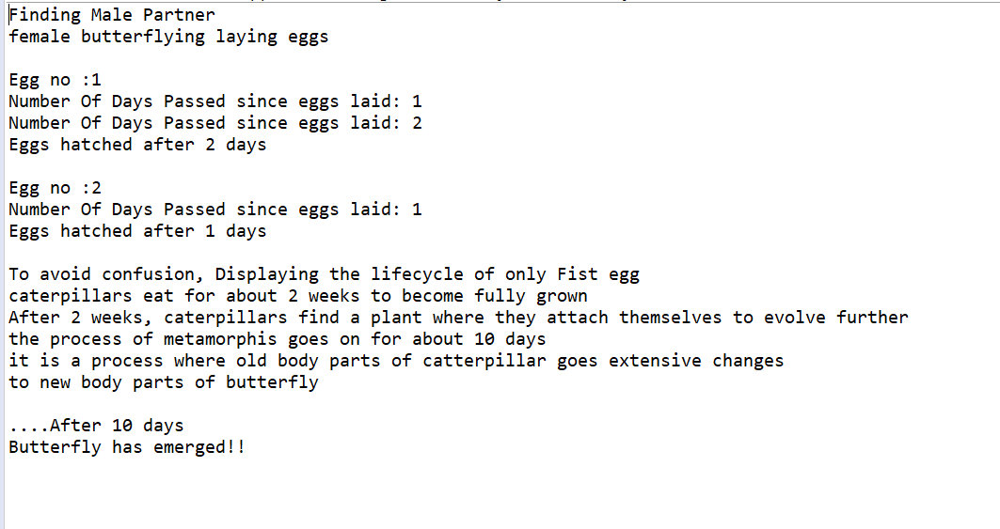 Finding Male Partner
female butterflying laying eggs
Egg no :1
Number Of Days Passed since eggs laid: 1
Number Of Days Passed since eggs laid: 2
Eggs hatched after 2 days
Egg no :2
Number Of Days Passed since eggs laid: 1
Eggs hatched after 1 days
To avoid confusion, Displaying the lifecycle of only Fist egg
caterpillars eat for about 2 weeks to become fully grown
After 2 weeks, caterpillars find a plant where they attach themselves to evolve further
the process of metamorphis goes on for about 10 days
it is a process where old body parts of catterpillar goes extensive changes
to new body parts of butterfly
....After 10 days
Butterfly has emerged!!